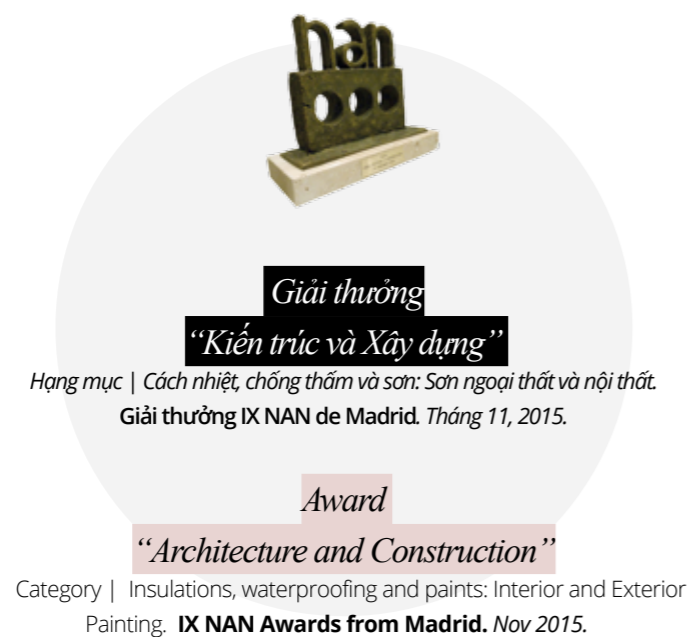 nan
Giải thưởng
“Kiến trúc và Xây dựng”
Hạng mục | Cách nhiệt, chống thấm và sơn: Sơn ngoại thất và nội thất.
Giải thưởng IX NAN de Madrid. Tháng 11, 2015.
Award
“Architecture and Construction”
Category | Insulations, waterproofing and paints: Interior and Exterior
Painting. IX NAN Awards from Madrid. Nov 2015.